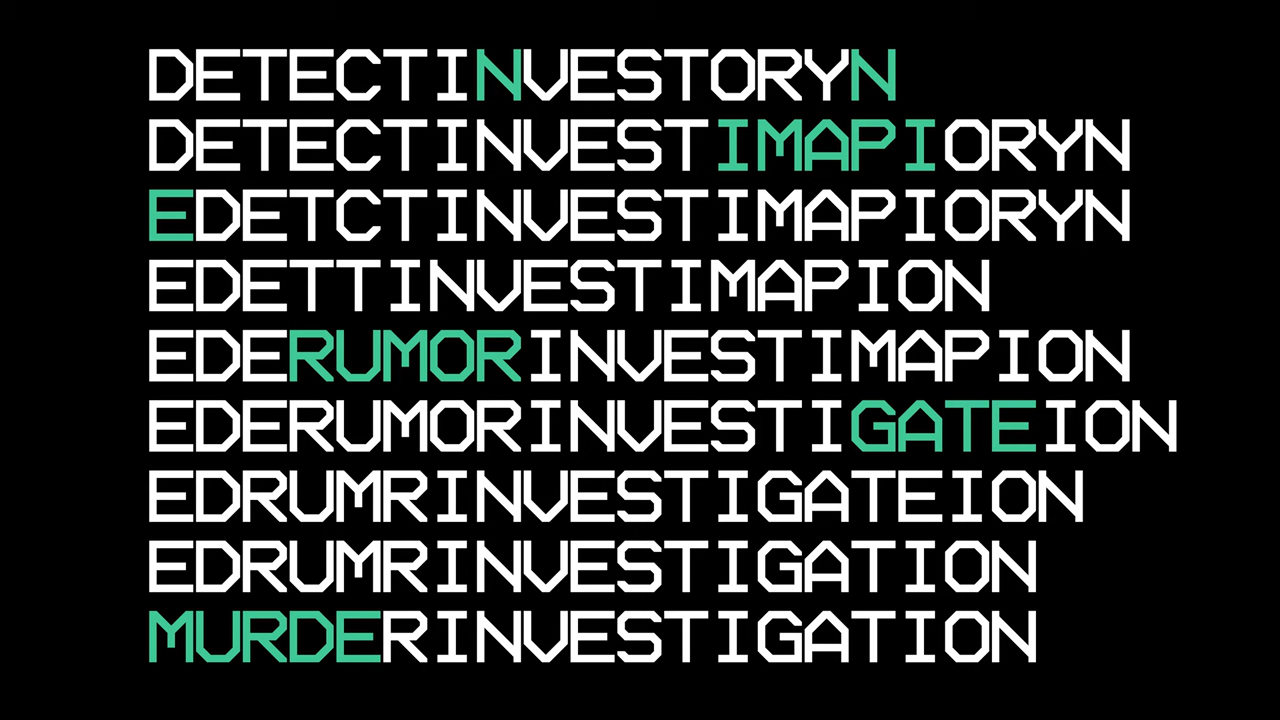 DETECTINVESTORYN
DETECTINVESTIMAPIORYN
EDETCTINVESTIMAPIORYN
EDETTINVESTIMAPION
EDERUMORINVESTIMAPION
EDERUMORINVESTIGATEION
EDRUMRINVESTIGATEION
EDRUMRINVESTIGATION
MURDERINVESTIGATION